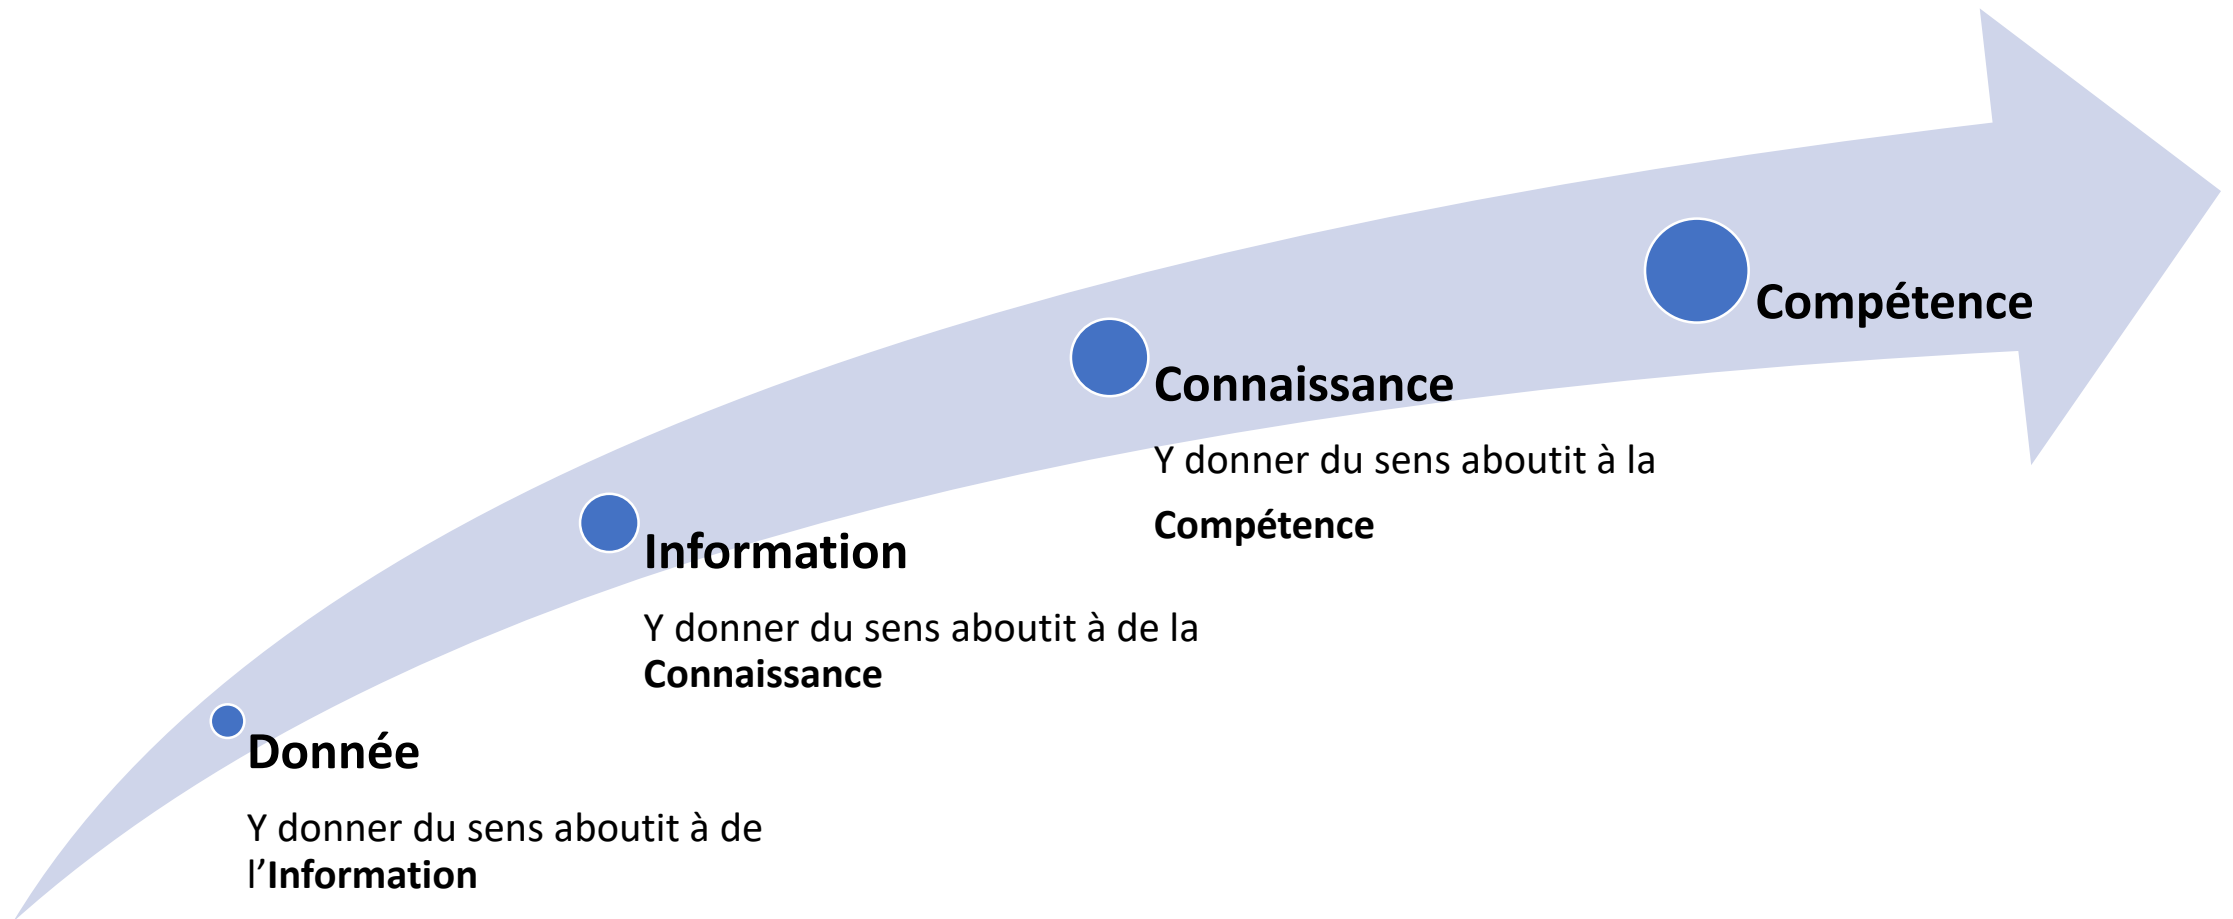 Donnée
Y donner du sens aboutit à de
l’Information
Information
Y donner du sens aboutit à de la
Connaissance
Connaissance
Y donner du sens aboutit à la
Compétence
Compétence